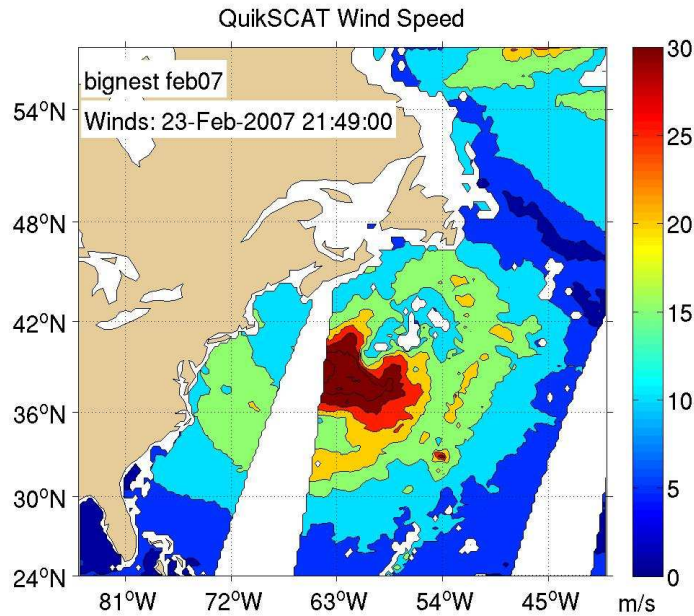 QuikSCAT Wind Speed
bignest feb07
Winds: 23-Feb-2007 21:49:00
54°N
48°N
42°N
36°N
30°N
24°N
81°W 72°W 63°W 54°W 45°W
30
25
20
15
10
5
0
m/s